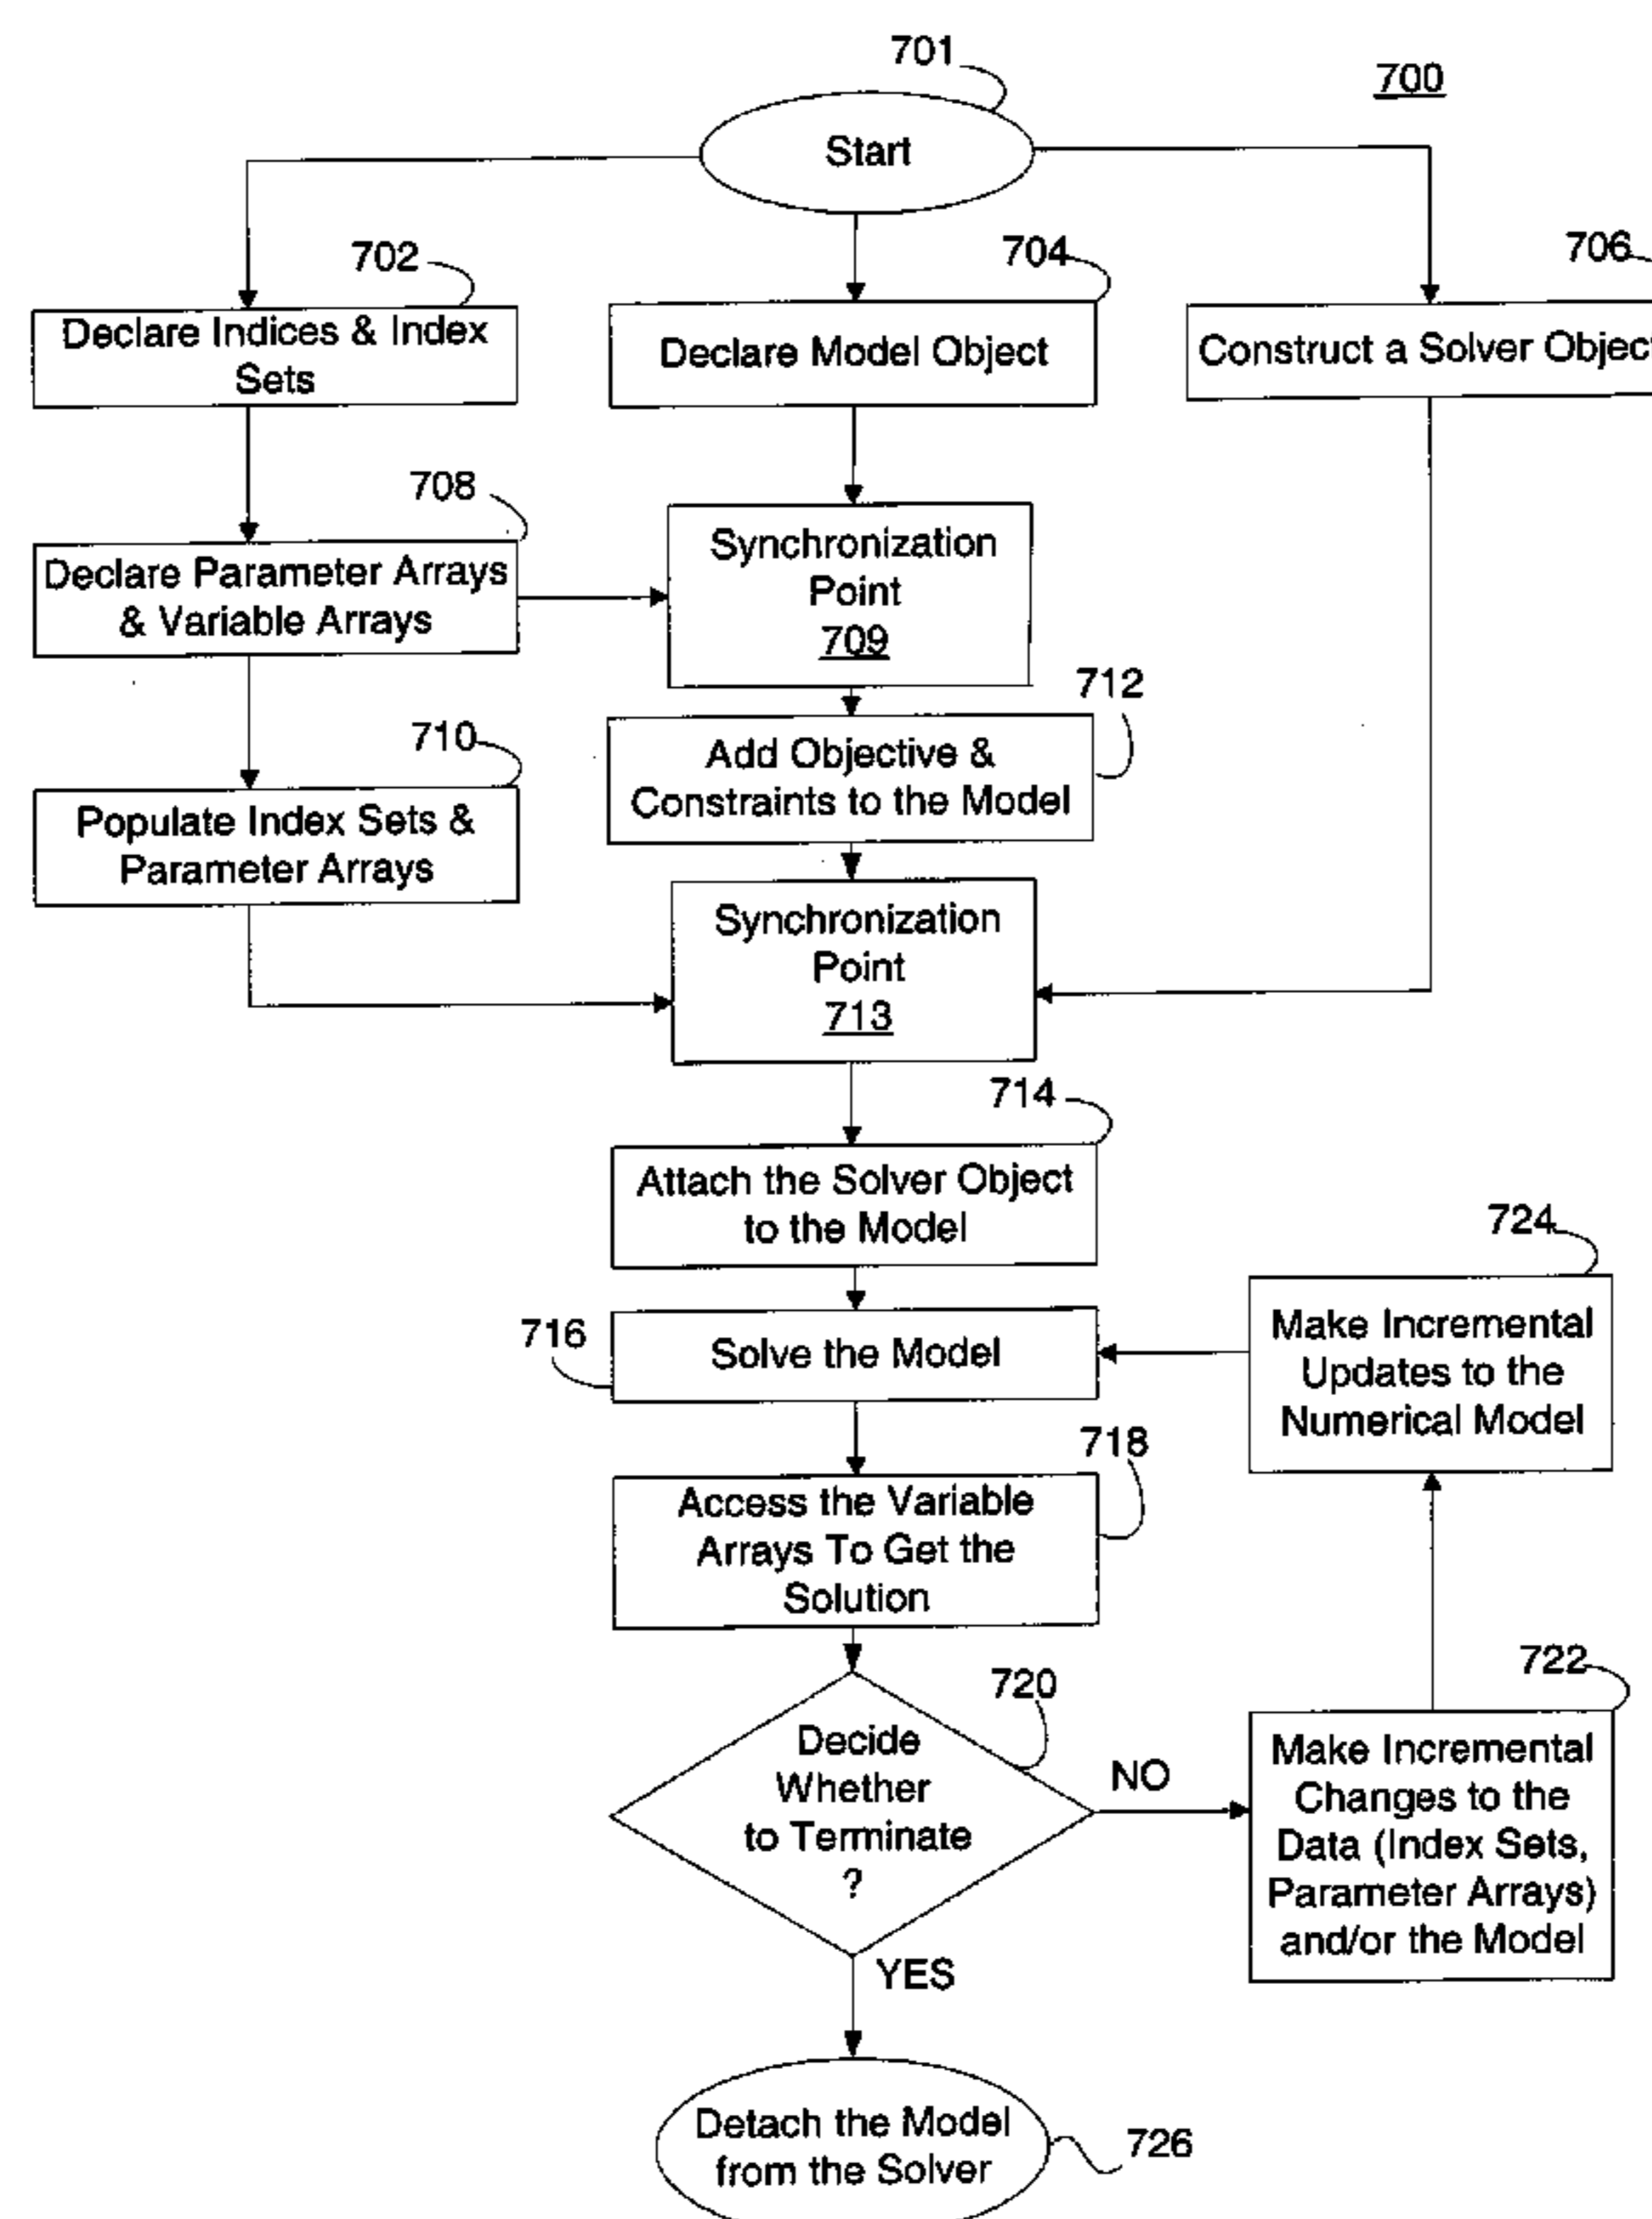 701
700
Start
702
704
706
Declare Indices & Index
Sets
Declare Model Object
Construct a Solver Objec
708
Declare Parameter Arrays
& Variable Arrays
Synchronization
Point
709
712
710
Add Objective &
Constraints to the Model
Populate Index Sets &
Parameter Arrays
Synchronization
Point
713
714
Attach the Solver Object
to the Model
724
716
Solve the Model
Make Incremental
Updates to the
Numerical Model
718
Access the Variable
Arrays To Get the
Solution
720
722
Decide
Whether
to Terminate
?
NO
Make Incremental
Changes to the
Data (Index Sets,
Parameter Arrays)
and/or the Model
YES
Detach the Model
from the Solver
726